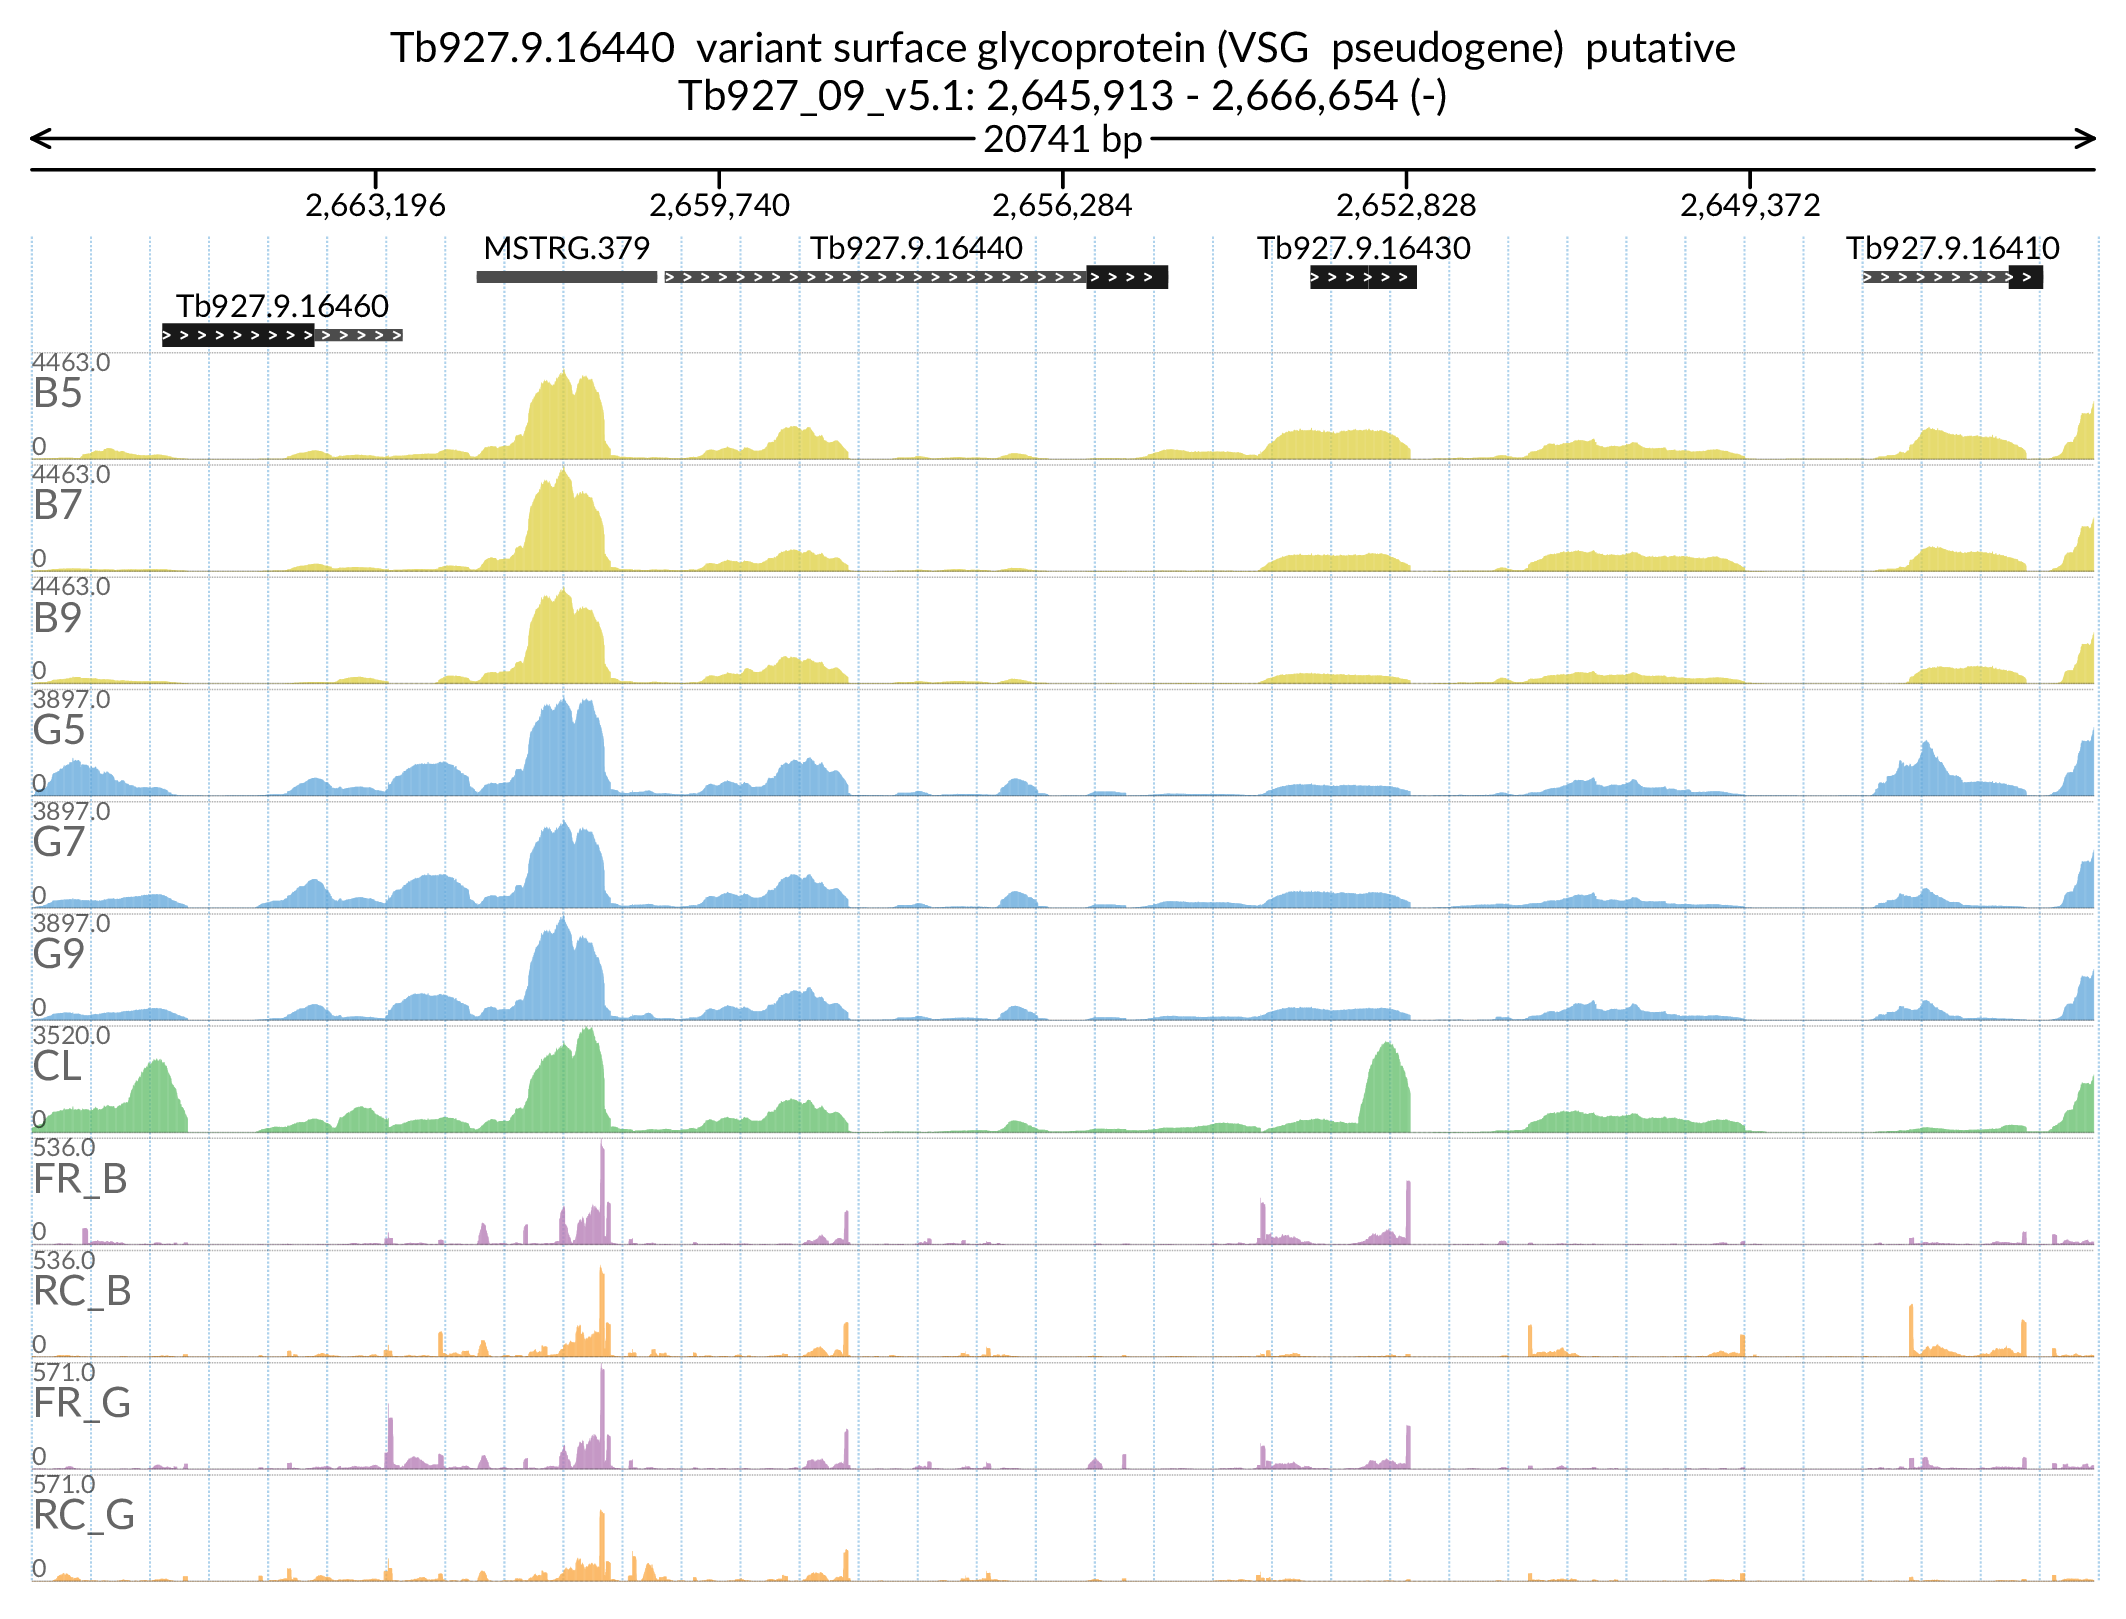 Tb927.9.16440 variant surface glycoprotein (VSG pseudogene) putative
Tb927_09_v5.1: 2,645,913 - 2,666,654 (-)
20741 bp
2,663,196 2,659,740 2,656,284 2,652,828 2,649,372
MSTRG.379 Tb927.9.16440 Tb927.9.16430 Tb927.9.16410
Tb927.9.16460
4463.0
B5
0
4463.0
B7
0
4463.0
B9
0
3897.0
G5
0
3897.0
G7
0
3897.0
G9
0
3520.0
CL
0
536.0
FR_B
0
536.0
RC_B
0
571.0
FR_G
0
571.0
RC_G
0